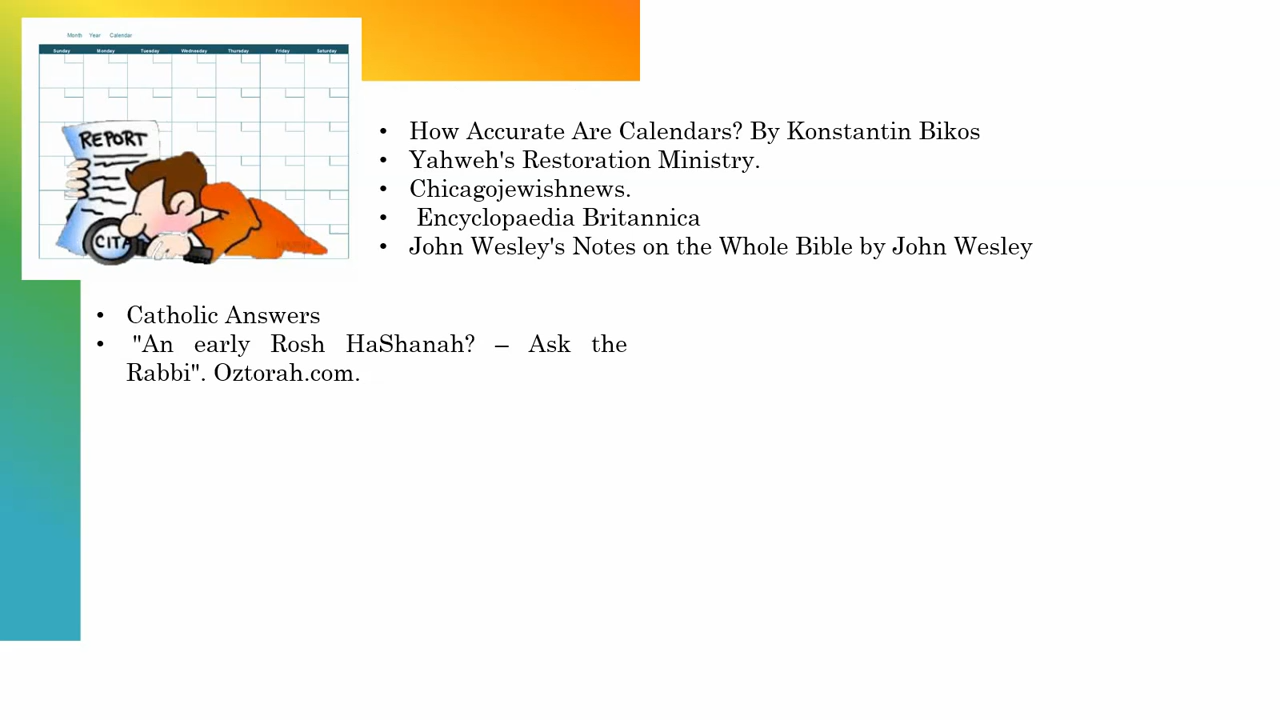 Month Year Calendar
Sunday Monday Tuesday Wednesday Thursday Friday Saturday
REPORT
CITA
• How Accurate Are Calendars? By Konstantin Bikos
• Yahweh's Restoration Ministry.
• Chicagojewishnews.
• Encyclopaedia Britannica
• John Wesley's Notes on the Whole Bible by John Wesley
• Catholic Answers
• "An early Rosh HaShanah? – Ask the
Rabbi". Oztorah.com.